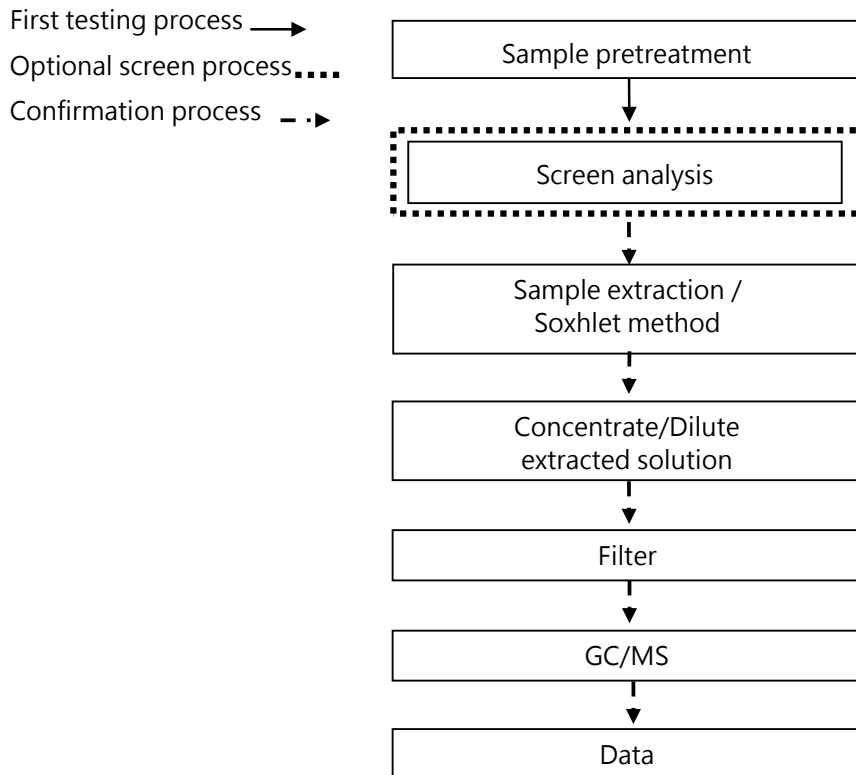 First testing process
Optional screen process
Confirmation process
Sample pretreatment
Screen analysis
Sample extraction /
Soxhlet method
Concentrate/Dilute
extracted solution
Filter
GC/MS
Data